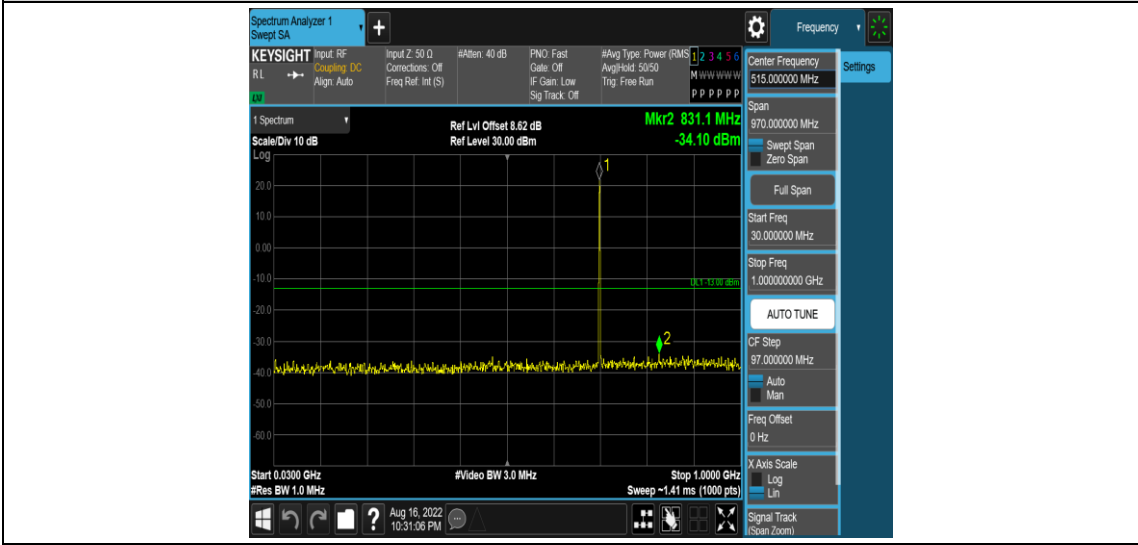 Spectrum Analyzer 1
Swept SA
+
Frequency
KEYSIGHT
RL
LNI
Input: RF
Coupling: DC
Align: Auto
Input Z: 50 Ω
Corrections: Off
Freq Ref: Int (S)
#Atten: 40 dB
PNO: Fast
Gate: Off
IF Gain: Low
Sig Track: Off
#Avg Type: Power (RMS
Avg|Hold: 50/50
Trig: Free Run
1 2 3 4 5 6
M W W W W W
P P P P P P
1 Spectrum
Scale/Div 10 dB
Log
Ref Lvl Offset 8.62 dB
Ref Level 30.00 dBm
Mkr2 831.1 MHz
-34.10 dBm
1
20.0
10.0
0.00
-10.0
DL1 -13.00 dBm
-20.0
2
-30.0
-40.0
-50.0
-60.0
Start 0.0300 GHz
#Res BW 1.0 MHz
#Video BW 3.0 MHz
Stop 1.0000 GHz
Sweep ~1.41 ms (1000 pts)
?
Aug 16, 2022
10:31:06 PM
Center Frequency
515.000000 MHz
Span
970.000000 MHz
Swept Span
Zero Span
Full Span
Start Freq
30.000000 MHz
Stop Freq
1.000000000 GHz
AUTO TUNE
CF Step
97.000000 MHz
Auto
Man
Freq Offset
0 Hz
X Axis Scale
Log
Lin
Signal Track
(Span Zoom)
Settings